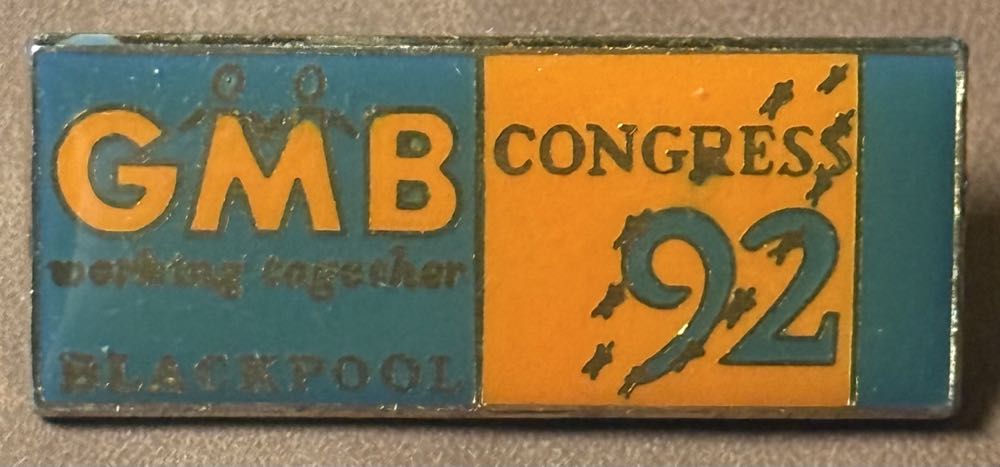 GMB
working together
BLACKPOOL
CONGRESS
92